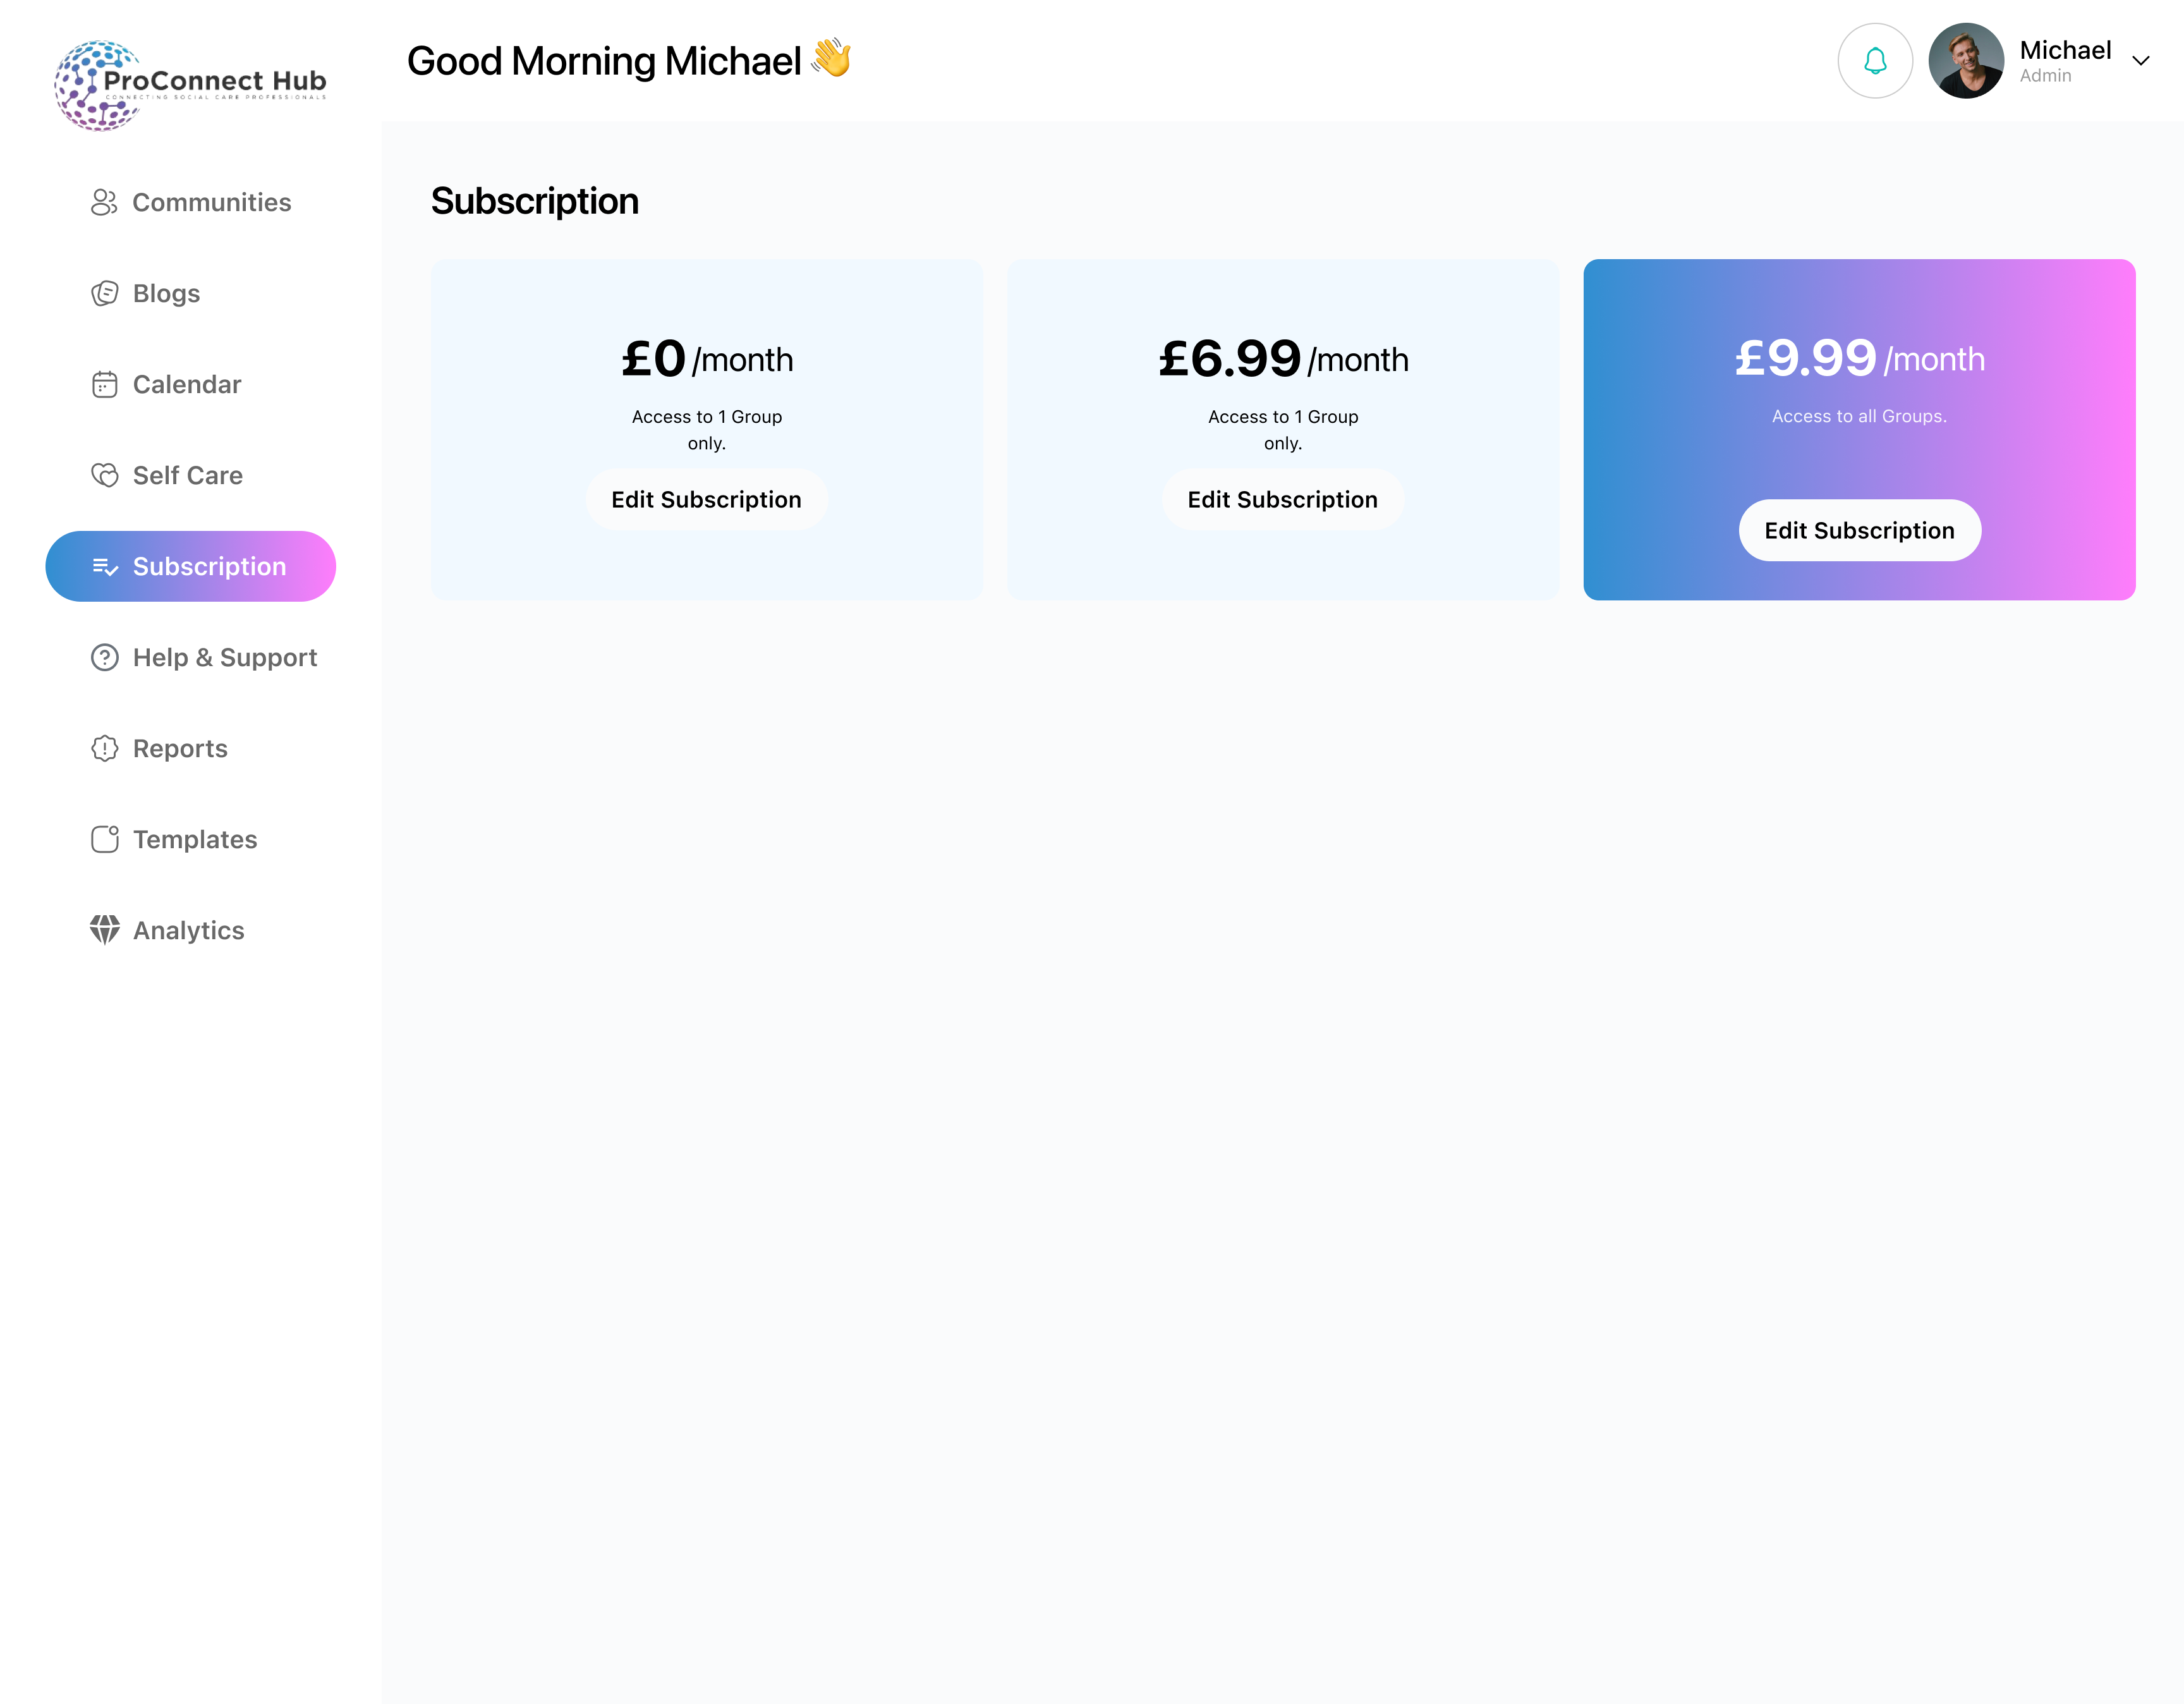 ProConnect Hub
CONNECTING SOCIAL CARE PROFESSIONALS
Good Morning Michael 👋
Michael
Admin
Communities
Blogs
Calendar
Self Care
Subscription
Help & Support
Reports
Templates
Analytics
Subscription
£0 /month
Access to 1 Group
only.
Edit Subscription
£6.99 /month
Access to 1 Group
only.
Edit Subscription
£9.99 /month
Access to all Groups.
Edit Subscription